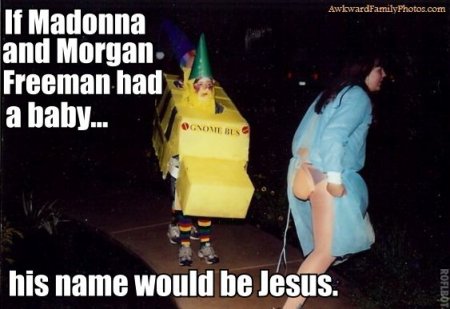 AwkwardFamilyPhotos.com
If Madonna
and Morgan
Freeman had
a baby...
GNOME BUS
his name would be Jesus.
ROFLBOT